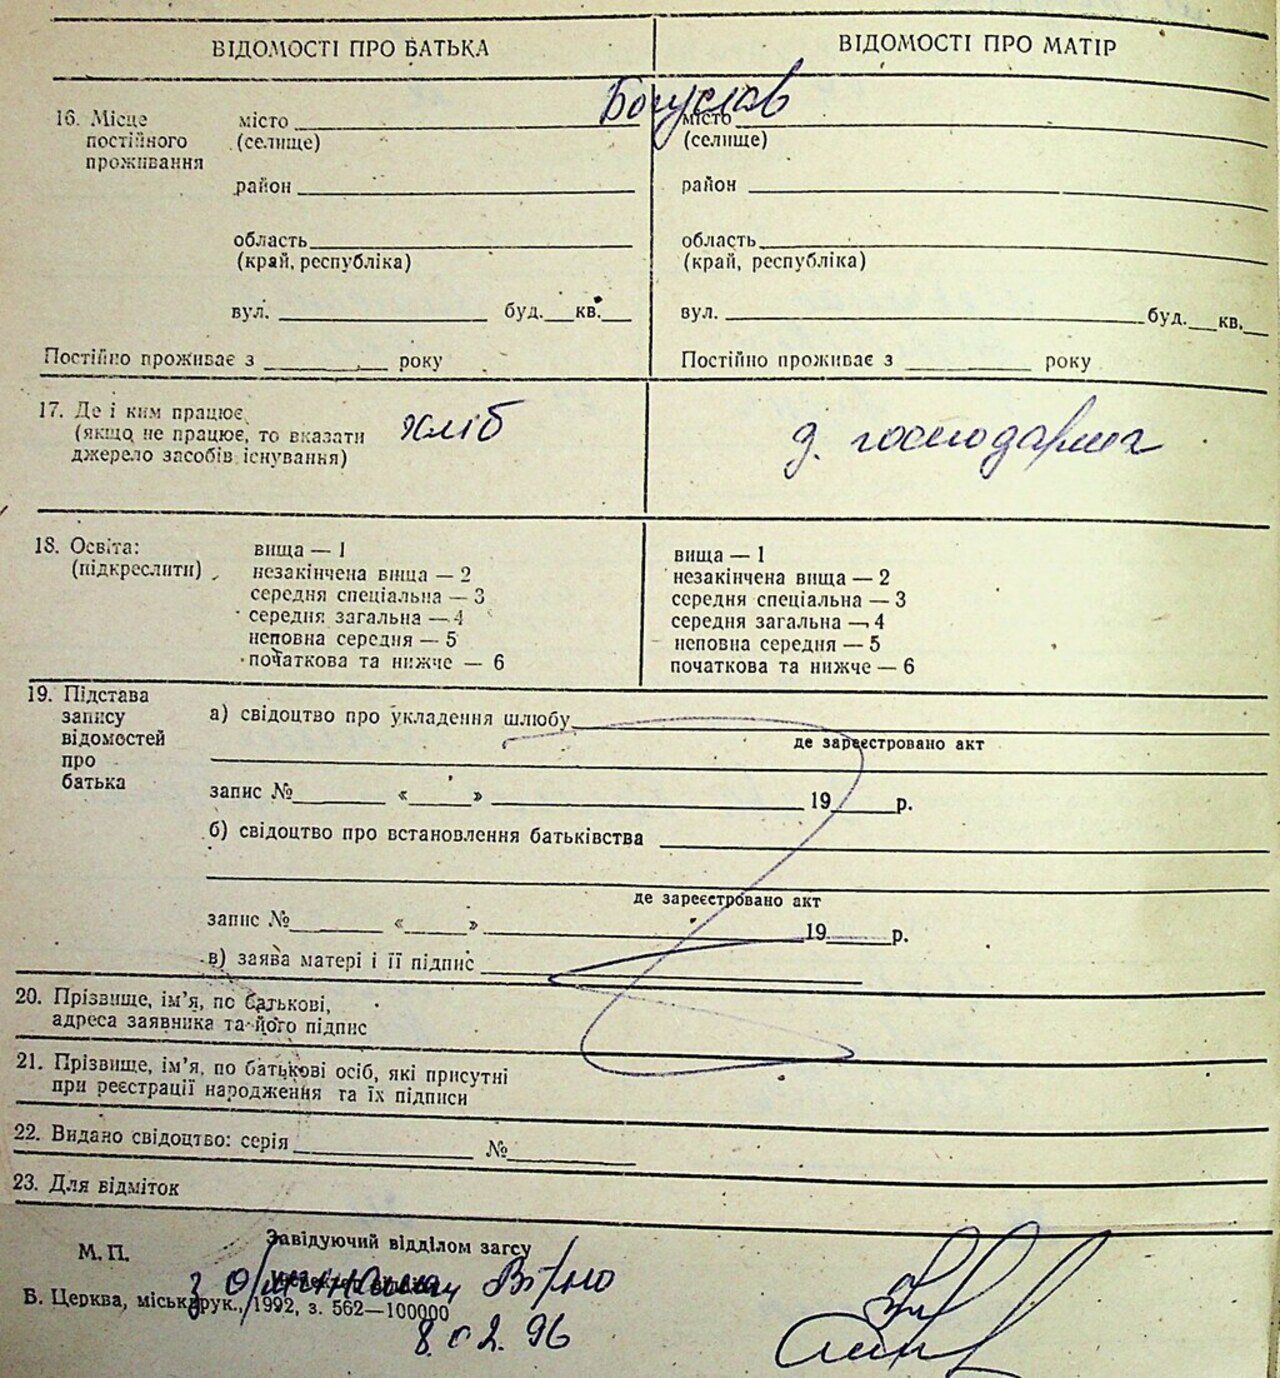 ВІДОМОСТІ ПРО БАТЬКА ВІДОМОСТІ ПРО МАТІР
Богуслав
16. Місце місто місто
постійного (селище) (селище)
проживання
район район
область область
(край, республіка) (край, республіка)
вул. буд. кв. вул. буд. кв.
Постійно проживає з року Постійно проживає з року
17. Де і ким працює,
(якщо не працює, то вказати хліб д. господарка
джерело засобів існування)
18. Освіта: вища — 1 вища — 1
(підкреслити) незакінчена вища — 2 незакінчена вища — 2
середня спеціальна — 3 середня спеціальна — 3
середня загальна — 4 середня загальна — 4
неповна середня — 5 неповна середня — 5
початкова та нижче — 6 початкова та нижче — 6
19. Підстава
запису а) свідоцтво про укладення шлюбу
відомостей де зареєстровано акт
про
батька
запис № « » 19 р.
б) свідоцтво про встановлення батьківства
де зареєстровано акт
запис № « » 19 р.
в) заява матері і її підпис
20. Прізвище, ім’я, по батькові,
адреса заявника та його підпис
21. Прізвище, ім’я, по батькові осіб, які присутні
при реєстрації народження та їх підписи
22. Видано свідоцтво: серія №
23. Для відміток
М. П. Завідуючий відділом загсу
з оригіналом Вірно
Б. Церква, міськдрук., 1992, з. 562—100000
8.02.96